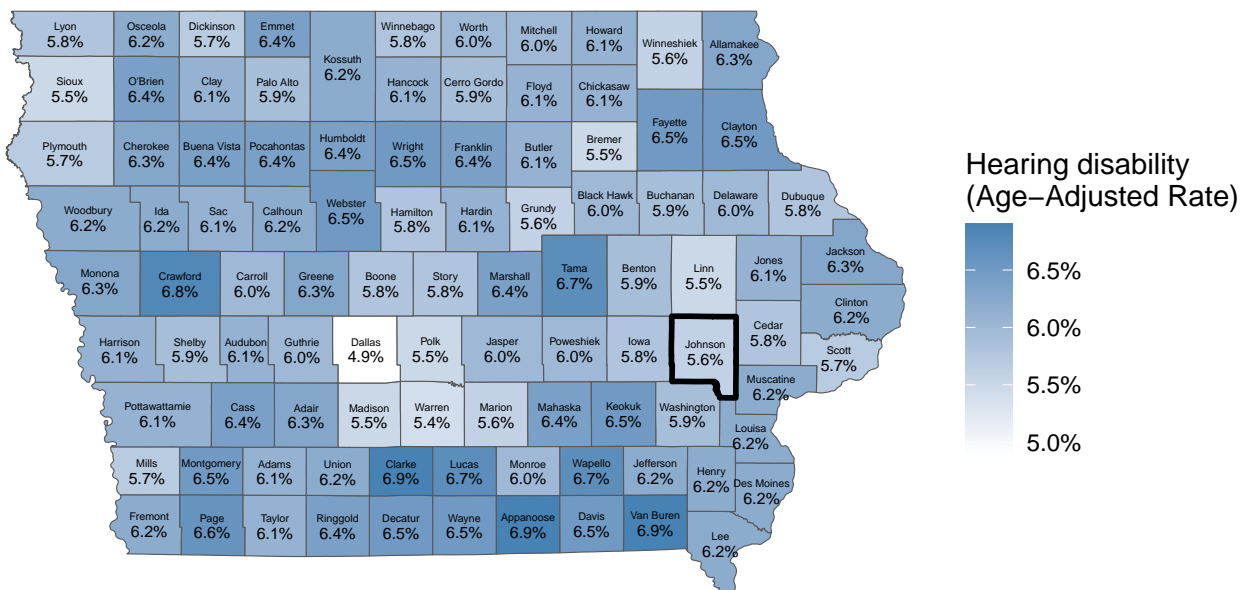 Lyon
5.8%
Osceola
6.2%
Dickinson
5.7%
Emmet
6.4%
Kossuth
6.2%
Winnebago
5.8%
Worth
6.0%
Mitchell
6.0%
Howard
6.1%
Winneshiek
5.6%
Allamakee
6.3%
Sioux
5.5%
O'Brien
6.4%
Clay
6.1%
Palo Alto
5.9%
Hancock
6.1%
Cerro Gordo
5.9%
Floyd
6.1%
Chickasaw
6.1%
Plymouth
5.7%
Cherokee
6.3%
Buena Vista
6.4%
Pocahontas
6.4%
Humboldt
6.4%
Wright
6.5%
Franklin
6.4%
Butler
6.1%
Bremer
5.5%
Fayette
6.5%
Clayton
6.5%
Woodbury
6.2%
Ida
6.2%
Sac
6.1%
Calhoun
6.2%
Webster
6.5%
Hamilton
5.8%
Hardin
6.1%
Grundy
5.6%
Black Hawk
6.0%
Buchanan
5.9%
Delaware
6.0%
Dubuque
5.8%
Monona
6.3%
Crawford
6.8%
Carroll
6.0%
Greene
6.3%
Boone
5.8%
Story
5.8%
Marshall
6.4%
Tama
6.7%
Benton
5.9%
Linn
5.5%
Jones
6.1%
Jackson
6.3%
Clinton
6.2%
Harrison
6.1%
Shelby
5.9%
Audubon
6.1%
Guthrie
6.0%
Dallas
4.9%
Polk
5.5%
Jasper
6.0%
Poweshiek
6.0%
Iowa
5.8%
Johnson
5.6%
Cedar
5.8%
Scott
5.7%
Muscatine
6.2%
Pottawattamie
6.1%
Cass
6.4%
Adair
6.3%
Madison
5.5%
Warren
5.4%
Marion
5.6%
Mahaska
6.4%
Keokuk
6.5%
Washington
5.9%
Louisa
6.2%
Mills
5.7%
Montgomery
6.5%
Adams
6.1%
Union
6.2%
Clarke
6.9%
Lucas
6.7%
Monroe
6.0%
Wapello
6.7%
Jefferson
6.2%
Henry
6.2%
Des Moines
6.2%
Fremont
6.2%
Page
6.6%
Taylor
6.1%
Ringgold
6.4%
Decatur
6.5%
Wayne
6.5%
Appanoose
6.9%
Davis
6.5%
Van Buren
6.9%
Lee
6.2%
Hearing disability
(Age−Adjusted Rate)
6.5%
6.0%
5.5%
5.0%